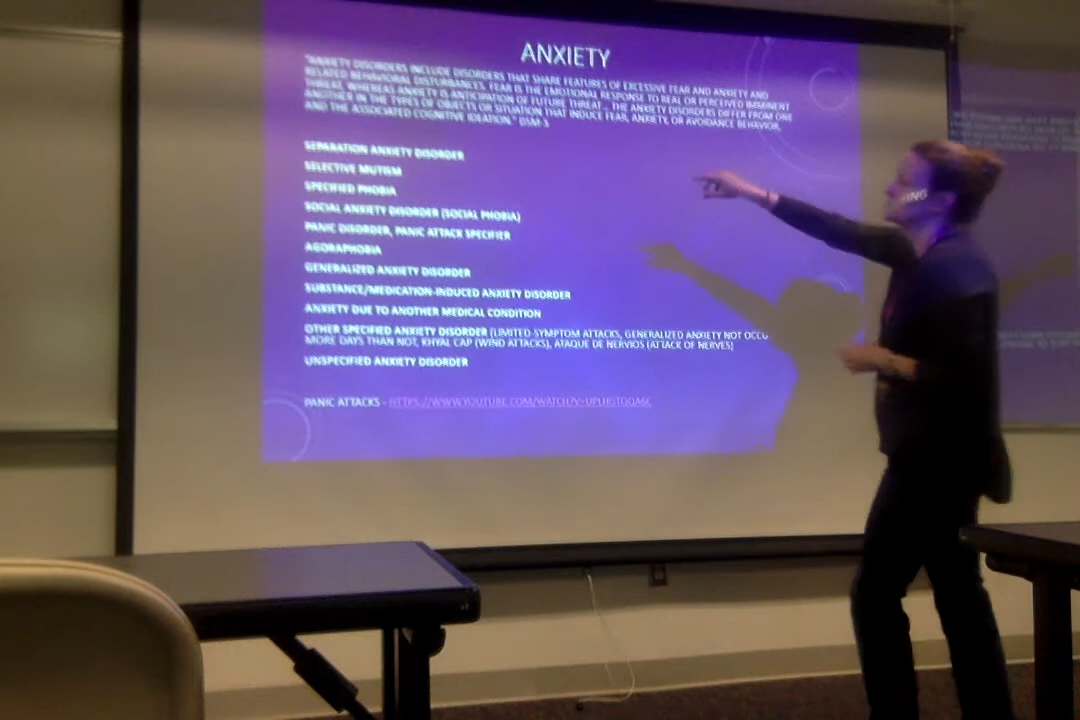 ANXIETY
"ANXIETY DISORDERS INCLUDE DISORDERS THAT SHARE FEATURES OF EXCESSIVE FEAR AND ANXIETY AND
RELATED BEHAVIORAL DISTURBANCES. FEAR IS THE EMOTIONAL RESPONSE TO REAL OR PERCEIVED IMMINENT
THREAT, WHEREAS ANXIETY IS ANTICIPATION OF FUTURE THREAT... THE ANXIETY DISORDERS DIFFER FROM ONE
ANOTHER IN THE TYPES OF OBJECTS OR SITUATION THAT INDUCE FEAR, ANXIETY, OR AVOIDANCE BEHAVIOR,
AND THE ASSOCIATED COGNITIVE IDEATION." DSM-5
SEPARATION ANXIETY DISORDER
SELECTIVE MUTISM
SPECIFIED PHOBIA
SOCIAL ANXIETY DISORDER (SOCIAL PHOBIA)
PANIC DISORDER, PANIC ATTACK SPECIFIER
AGORAPHOBIA
GENERALIZED ANXIETY DISORDER
SUBSTANCE/MEDICATION-INDUCED ANXIETY DISORDER
ANXIETY DUE TO ANOTHER MEDICAL CONDITION
OTHER SPECIFIED ANXIETY DISORDER (LIMITED-SYMPTOM ATTACKS, GENERALIZED ANXIETY NOT OCCU
MORE DAYS THAN NOT, KHYAL CAP (WIND ATTACKS), ATAQUE DE NERVIOS (ATTACK OF NERVES)
UNSPECIFIED ANXIETY DISORDER
PANIC ATTACKS -